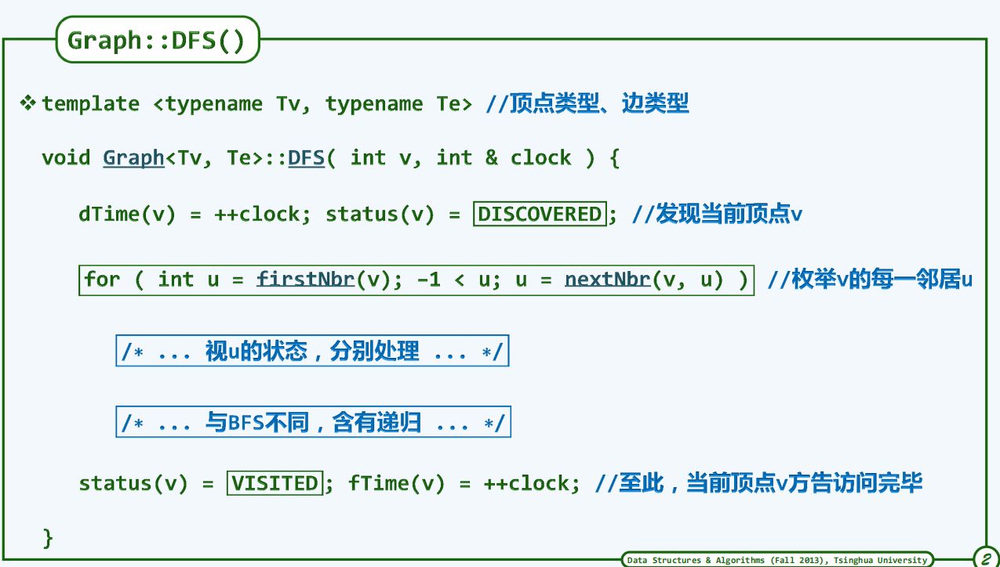 Graph::DFS()
❖ template <typename Tv, typename Te> //顶点类型、边类型
void Graph<Tv, Te>::DFS( int v, int & clock ) {
dTime(v) = ++clock; status(v) = DISCOVERED; //发现当前顶点v
for ( int u = firstNbr(v); -1 < u; u = nextNbr(v, u) ) //枚举v的每一邻居u
/* ... 视u的状态，分别处理 ... */
/* ... 与BFS不同，含有递归 ... */
status(v) = VISITED; fTime(v) = ++clock; //至此，当前顶点v方告访问完毕
}
Data Structures & Algorithms (Fall 2013), Tsinghua University
2